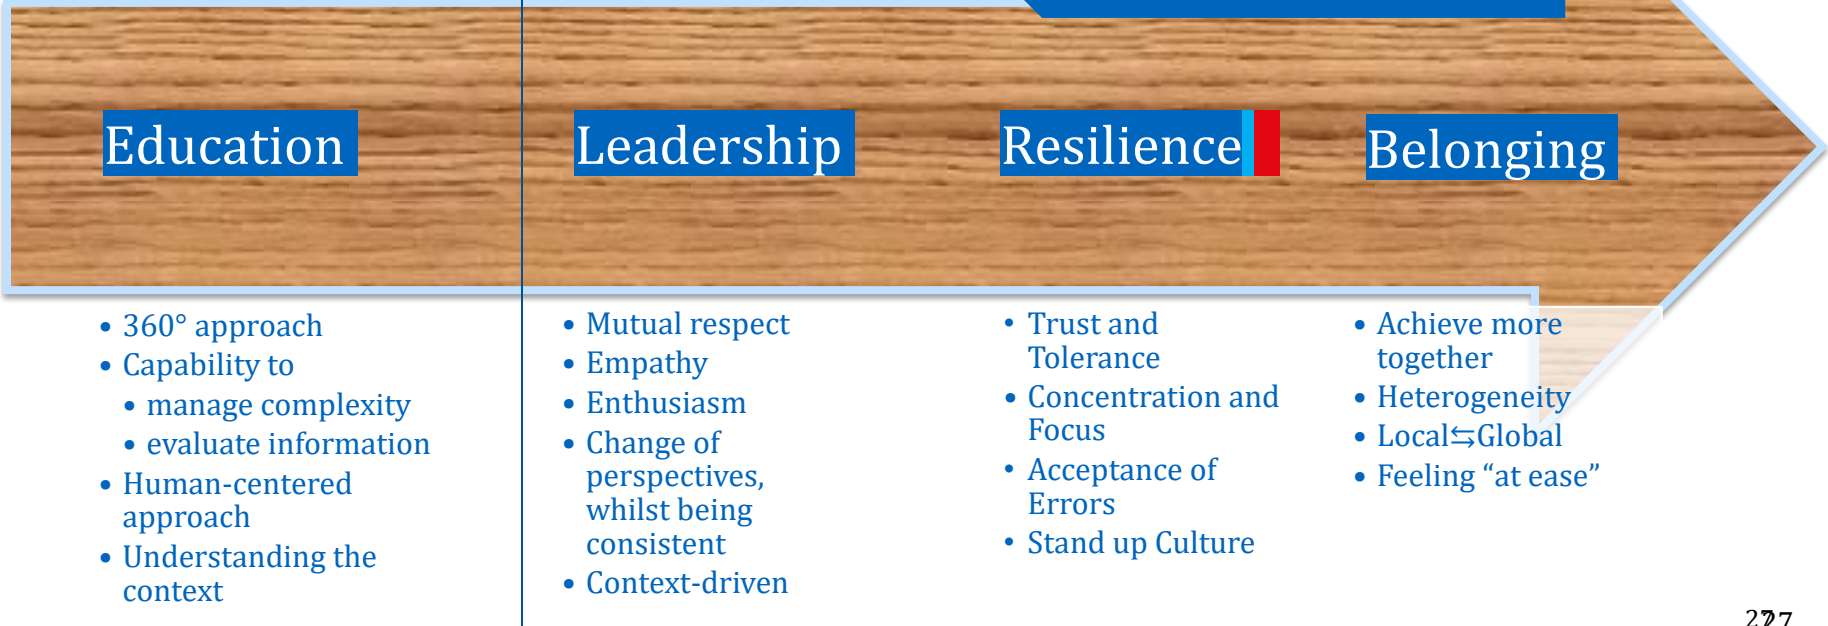 Education
Leadership
Resilience
Belonging
• 360° approach
• Capability to
• manage complexity
• evaluate information
• Human-centered
approach
• Understanding the
context
• Mutual respect
• Empathy
• Enthusiasm
• Change of
perspectives,
whilst being
consistent
• Context-driven
• Trust and
Tolerance
• Concentration and
Focus
• Acceptance of
Errors
• Stand up Culture
• Achieve more
together
• Heterogeneity
• Local⇆Global
• Feeling “at ease”
27